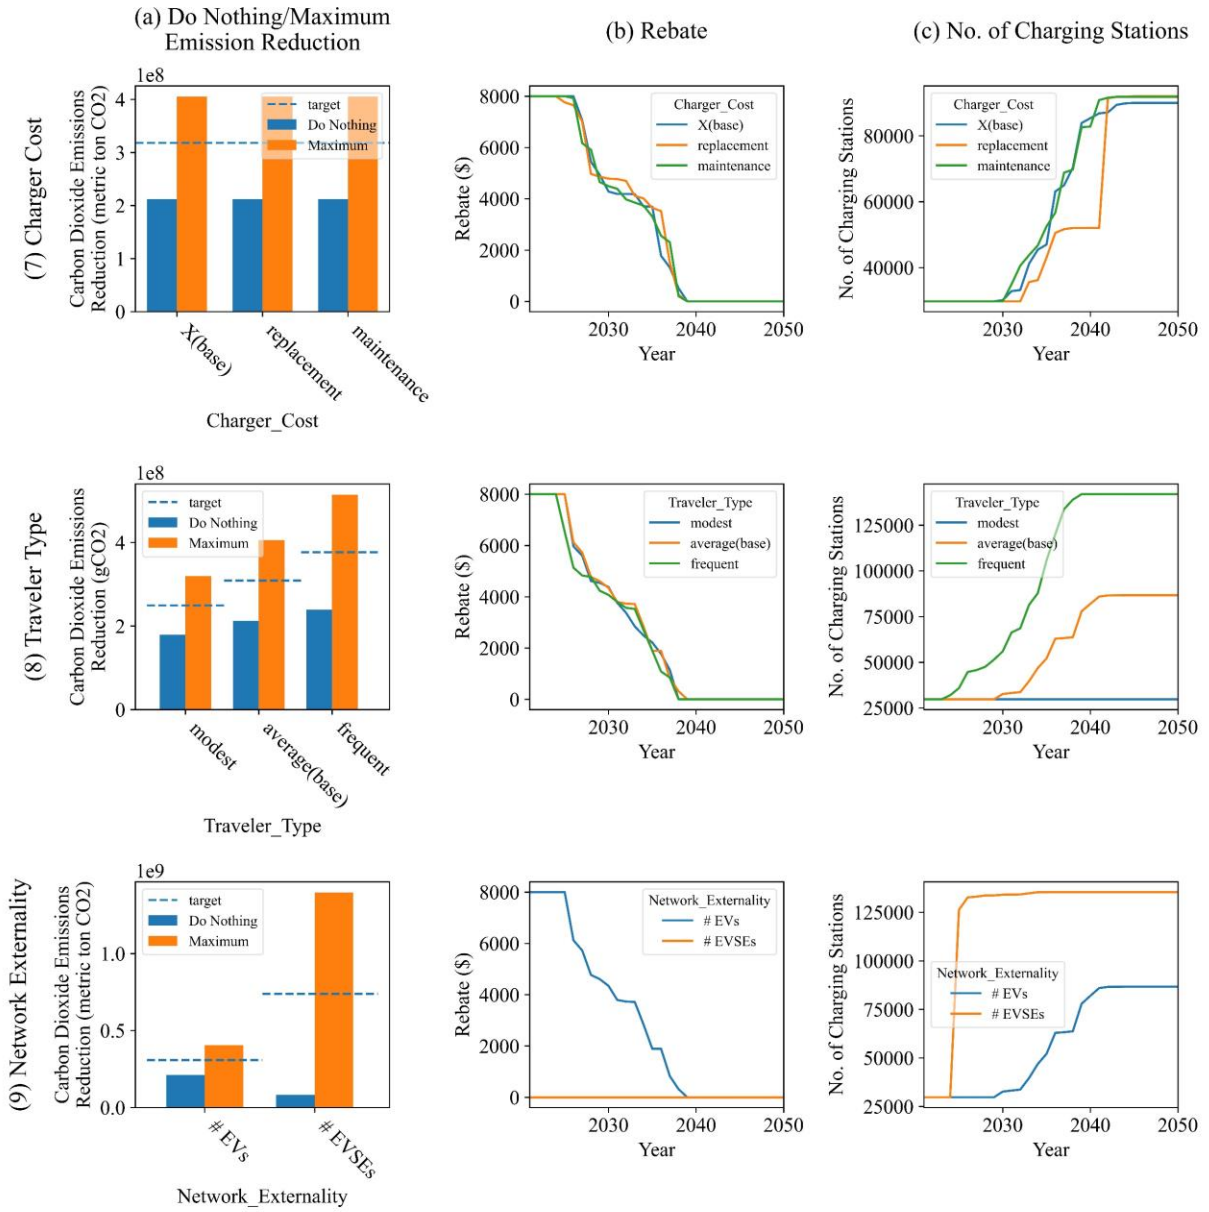 (a) Do Nothing/Maximum
Emission Reduction
(b) Rebate
(c) No. of Charging Stations
(7) Charger Cost
Carbon Dioxide Emissions
Reduction (metric ton CO2)
1e8
4
3
2
1
0
target
Do Nothing
Maximum
X(base)
replacement
maintenance
Charger_Cost
Rebate ($)
8000
6000
4000
2000
0
Charger_Cost
X(base)
replacement
maintenance
2030
2040
2050
Year
No. of Charging Stations
80000
60000
40000
Charger_Cost
X(base)
replacement
maintenance
2030
2040
2050
Year
(8) Traveler Type
Carbon Dioxide Emissions
Reduction (gCO2)
1e8
4
2
0
target
Do Nothing
Maximum
modest
average(base)
frequent
Traveler_Type
Rebate ($)
8000
6000
4000
2000
0
Traveler_Type
modest
average(base)
frequent
2030
2040
2050
Year
No. of Charging Stations
125000
100000
75000
50000
25000
Traveler_Type
modest
average(base)
frequent
2030
2040
2050
Year
(9) Network Externality
Carbon Dioxide Emissions
Reduction (metric ton CO2)
1e9
1.0
0.5
0.0
target
Do Nothing
Maximum
# EVs
# EVSEs
Network_Externality
Rebate ($)
8000
6000
4000
2000
0
Network_Externality
# EVs
# EVSEs
2030
2040
2050
Year
No. of Charging Stations
125000
100000
75000
50000
25000
Network_Externality
# EVs
# EVSEs
2030
2040
2050
Year